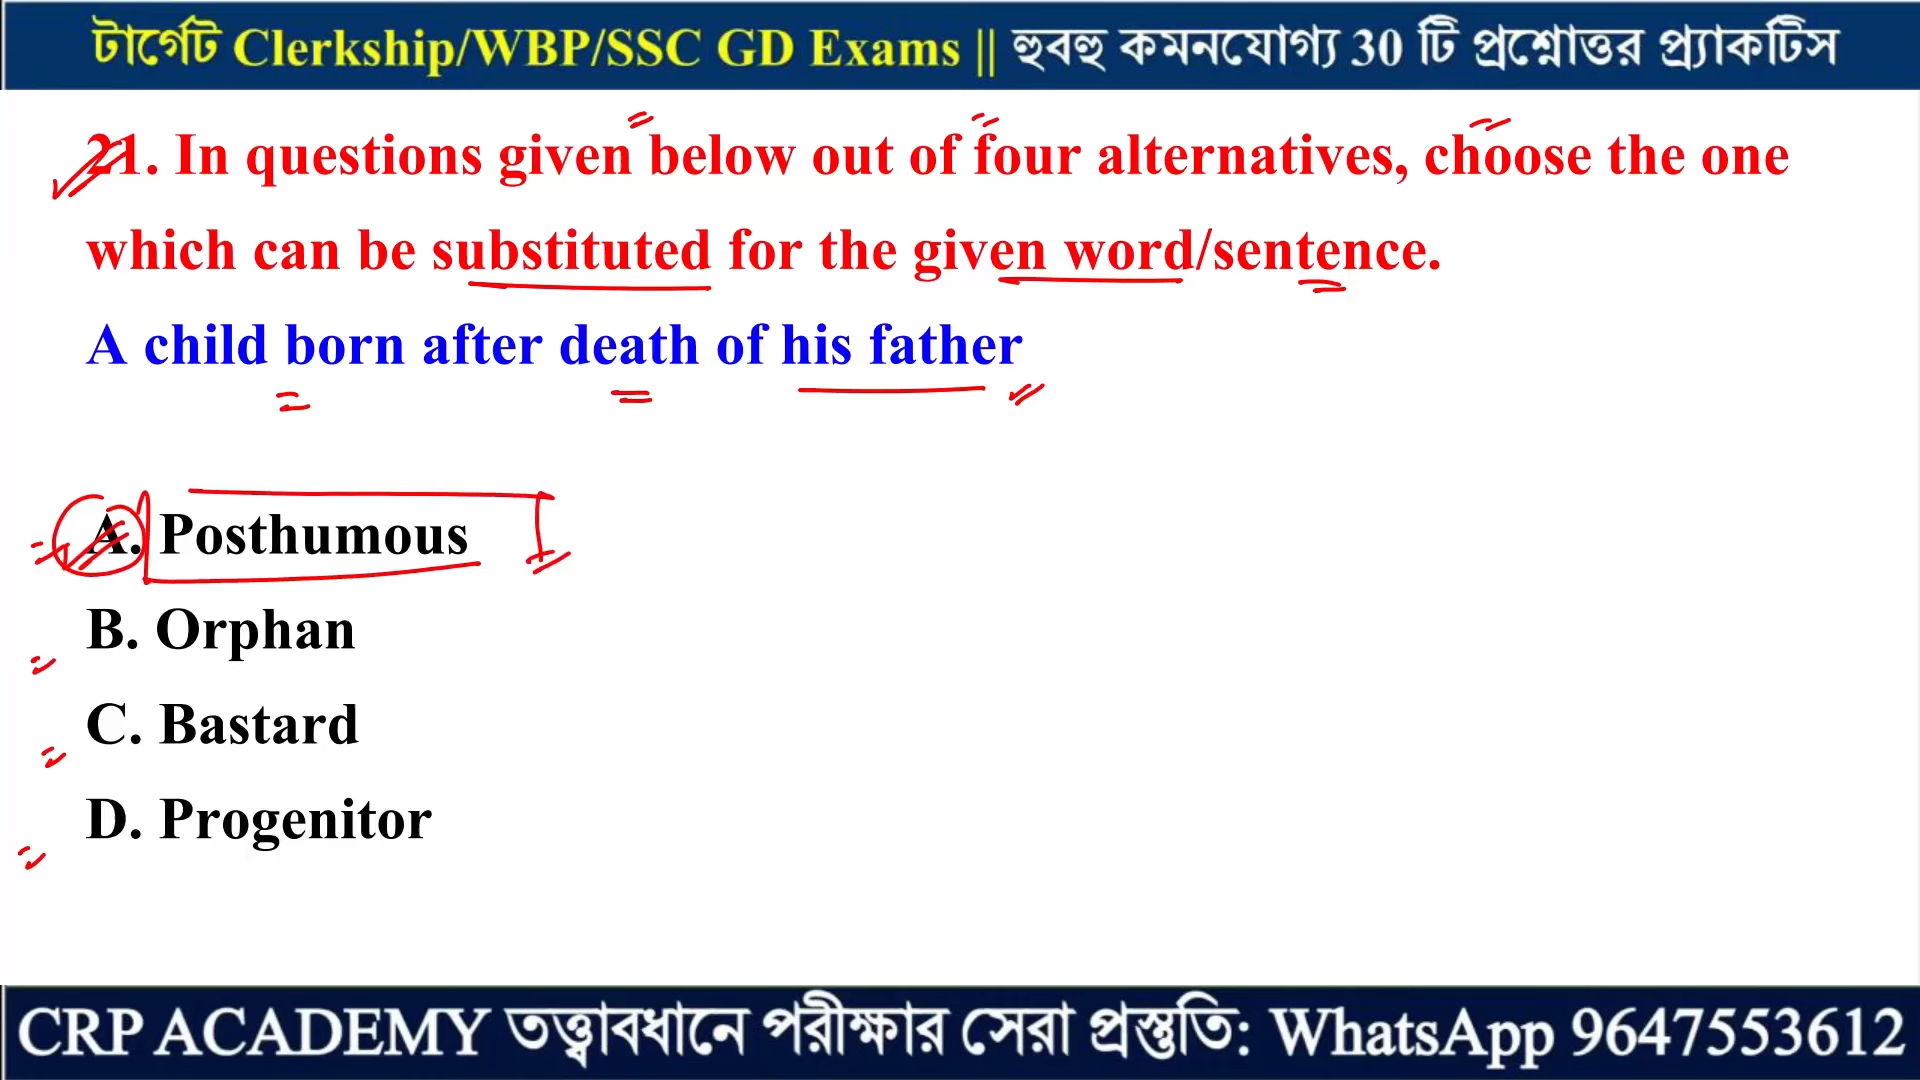 টার্গেট Clerkship/WBP/SSC GD Exams || হুবহু কমনযোগ্য 30 টি প্রশ্নোত্তর প্র্যাকটিস
21. In questions given below out of four alternatives, choose the one
which can be substituted for the given word/sentence.
A child born after death of his father
A. Posthumous
B. Orphan
C. Bastard
D. Progenitor
CRP ACADEMY তত্ত্বাবধানে পরীক্ষার সেরা প্রস্তুতি: WhatsApp 9647553612